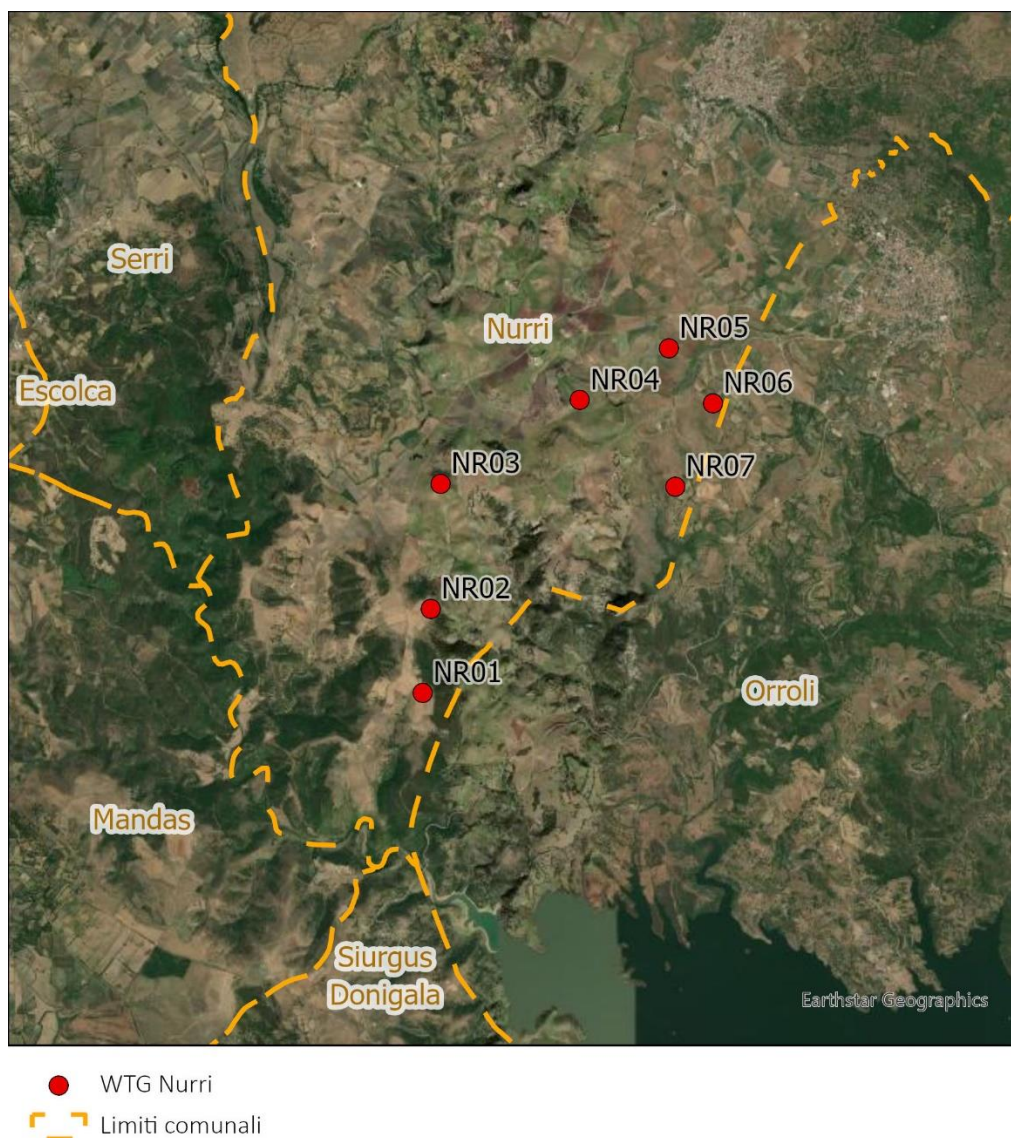 Serri
Nurri
NR05
Escolca
NR04
NR06
NR03
NR07
NR02
NR01
Orroli
Mandas
Siurgus
Donigala
Earthstar Geographics
WTG Nurri
Limiti comunali